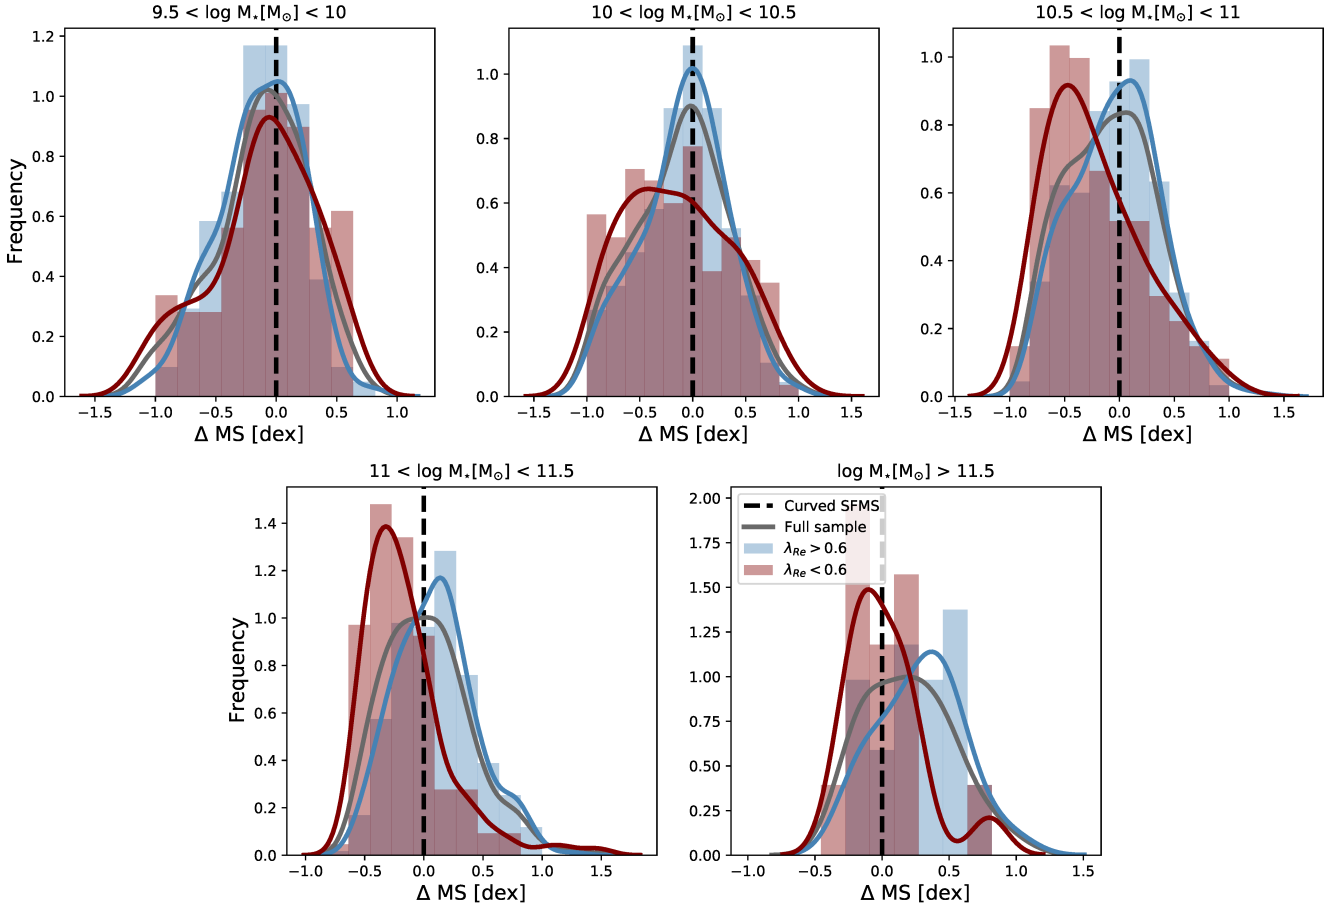 9.5 < log M⋆[M⊙] < 10
10 < log M⋆[M⊙] < 10.5
10.5 < log M⋆[M⊙] < 11
Frequency
1.2
1.0
0.8
0.6
0.4
0.2
0.0
−1.5 −1.0 −0.5 0.0 0.5 1.0
Δ MS [dex]
1.0
0.8
0.6
0.4
0.2
0.0
−1.5 −1.0 −0.5 0.0 0.5 1.0 1.5
Δ MS [dex]
1.0
0.8
0.6
0.4
0.2
0.0
−1.5 −1.0 −0.5 0.0 0.5 1.0 1.5
Δ MS [dex]
11 < log M⋆[M⊙] < 11.5
log M⋆[M⊙] > 11.5
Frequency
1.4
1.2
1.0
0.8
0.6
0.4
0.2
0.0
−1.0 −0.5 0.0 0.5 1.0 1.5
Δ MS [dex]
2.00
1.75
1.50
1.25
1.00
0.75
0.50
0.25
0.00
−1.0 −0.5 0.0 0.5 1.0 1.5
Δ MS [dex]
Curved SFMS
Full sample
λRe > 0.6
λRe < 0.6